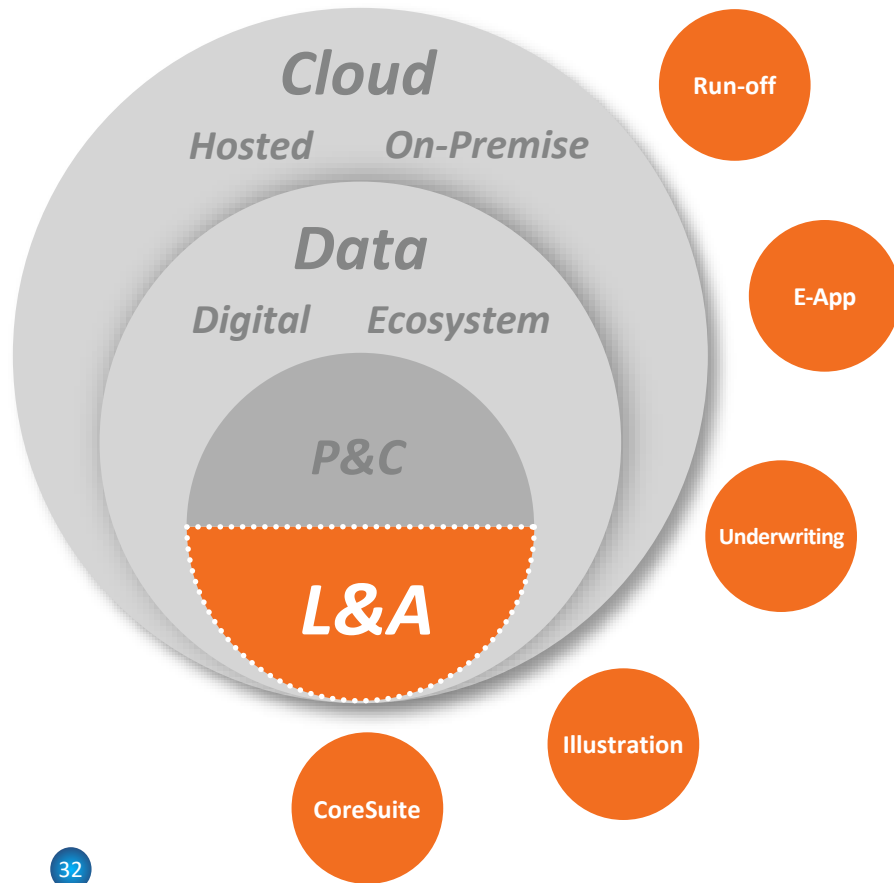 Cloud
Hosted On-Premise
Data
Digital Ecosystem
P&C
L&A
Run-off
E-App
Underwriting
Illustration
CoreSuite
32